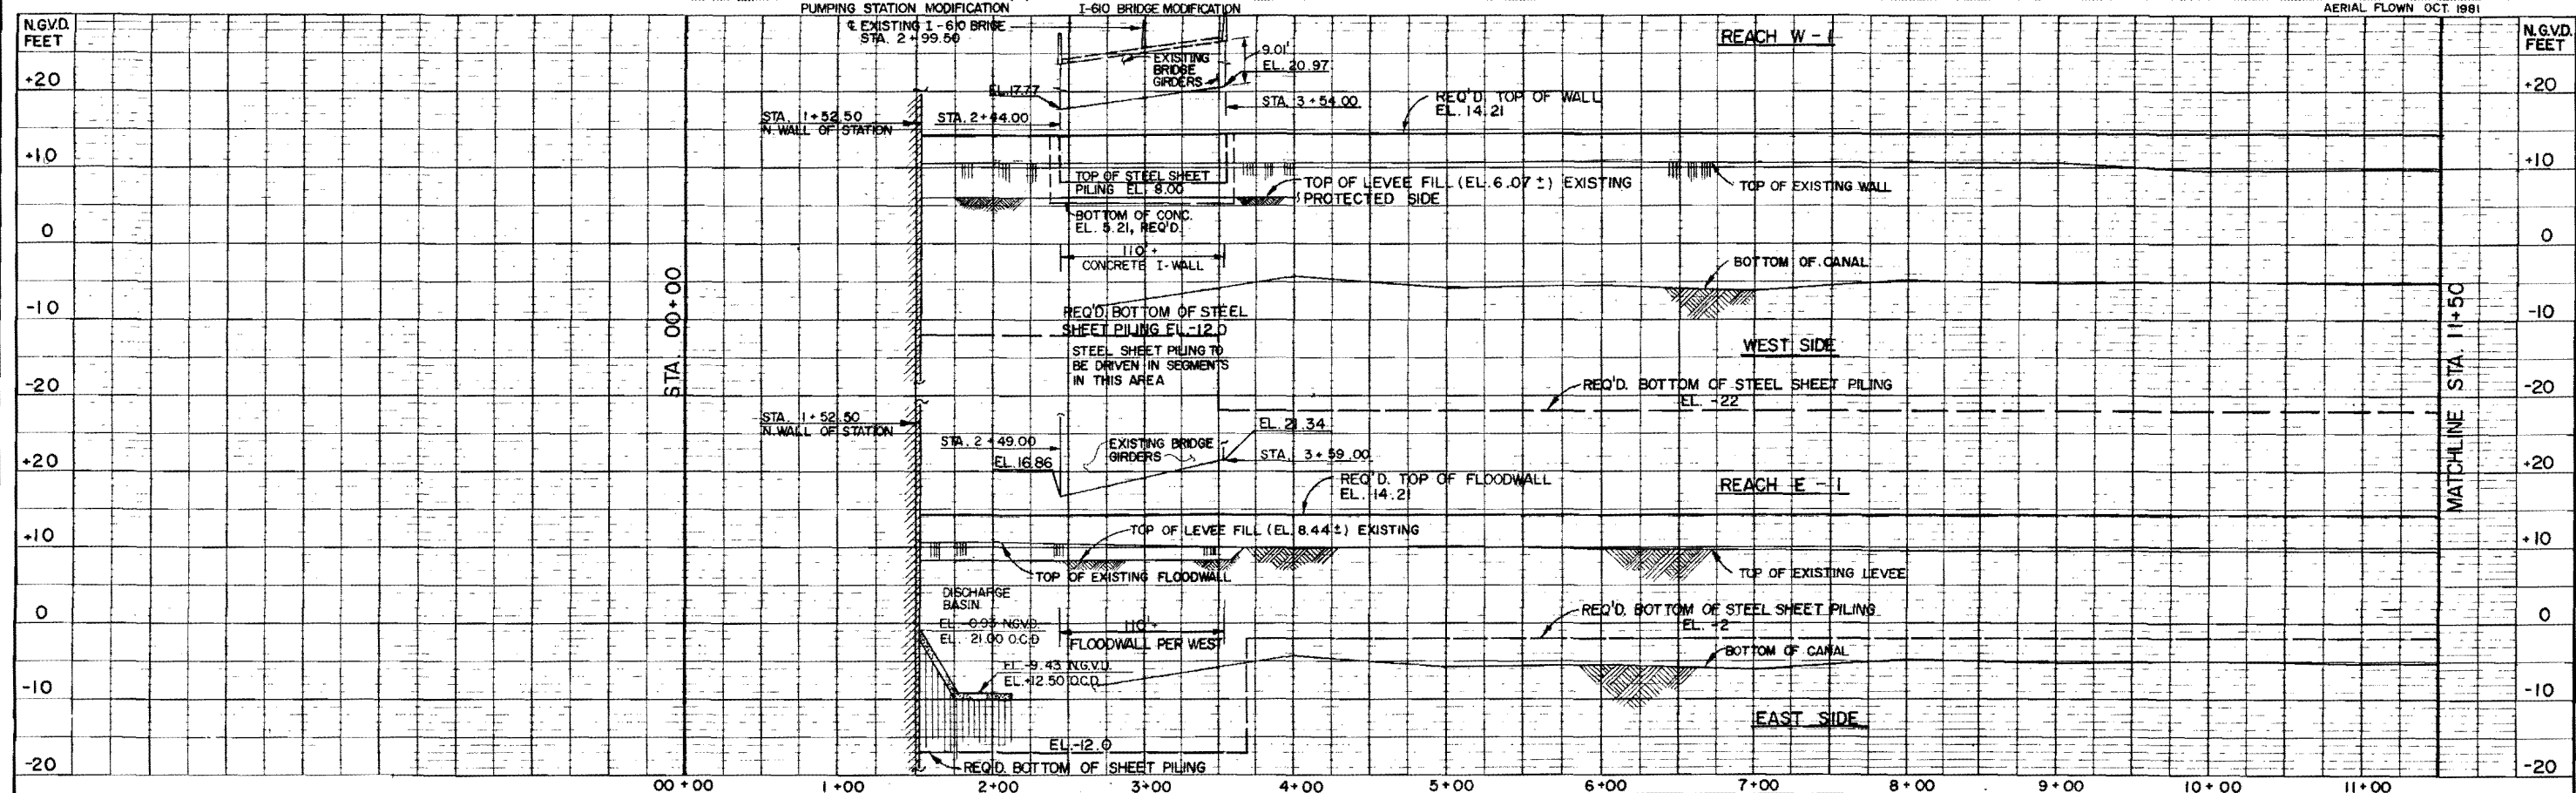 PUMPING STATION MODIFICATION
I-610 BRIDGE MODIFICATION
AERIAL FLOWN OCT. 1981
N.G.V.D.
FEET
+20
+10
0
-10
-20
+20
+10
0
-10
-20
℄ EXISTING I-610 BRIGE
STA. 2+99.50
EXISTING
BRIDGE
GIRDERS
9.01'
EL. 20.97
REACH W-1
EL. 17.77
STA. 3+54.00
STA. 1+52.50
N. WALL OF STATION
STA. 2+44.00
REQ'D. TOP OF WALL
EL. 14.21
TOP OF STEEL SHEET
PILING EL. 8.00
TOP OF LEVEE FILL (EL. 6.07 ±) EXISTING
PROTECTED SIDE
TOP OF EXISTING WALL
BOTTOM OF CONC.
EL. 5.21, REQ'D.
110'±
CONCRETE I-WALL
BOTTOM OF CANAL
STA. 00+00
REQ'D. BOTTOM OF STEEL
SHEET PILING EL.-12.0
STEEL SHEET PILING TO
BE DRIVEN IN SEGMENTS
IN THIS AREA
WEST SIDE
REQ'D. BOTTOM OF STEEL SHEET PILING
EL. -22
MATCHLINE STA. 11+50
STA. 1+52.50
N. WALL OF STATION
STA. 2+49.00
EL. 16.86
EXISTING BRIDGE
GIRDERS
EL. 21.34
STA. 3+59.00
REQ'D. TOP OF FLOODWALL
EL. 14.21
REACH E-1
TOP OF LEVEE FILL (EL. 8.44±) EXISTING
TOP OF EXISTING FLOODWALL
TOP OF EXISTING LEVEE
DISCHARGE
BASIN
EL. -0.93 N.G.V.D.
EL. 21.00 O.C.D
110'±
FLOODWALL PER WEST
REQ'D. BOTTOM OF STEEL SHEET PILING
EL. -2
BOTTOM OF CANAL
EL. -9.43 N.G.V.D.
EL.+12.50 O.C.D.
EAST SIDE
EL.-12.0
REQ'D. BOTTOM OF SHEET PILING
N.G.V.D.
FEET
+20
+10
0
-10
-20
+20
+10
0
-10
-20
00+00 1+00 2+00 3+00 4+00 5+00 6+00 7+00 8+00 9+00 10+00 11+00